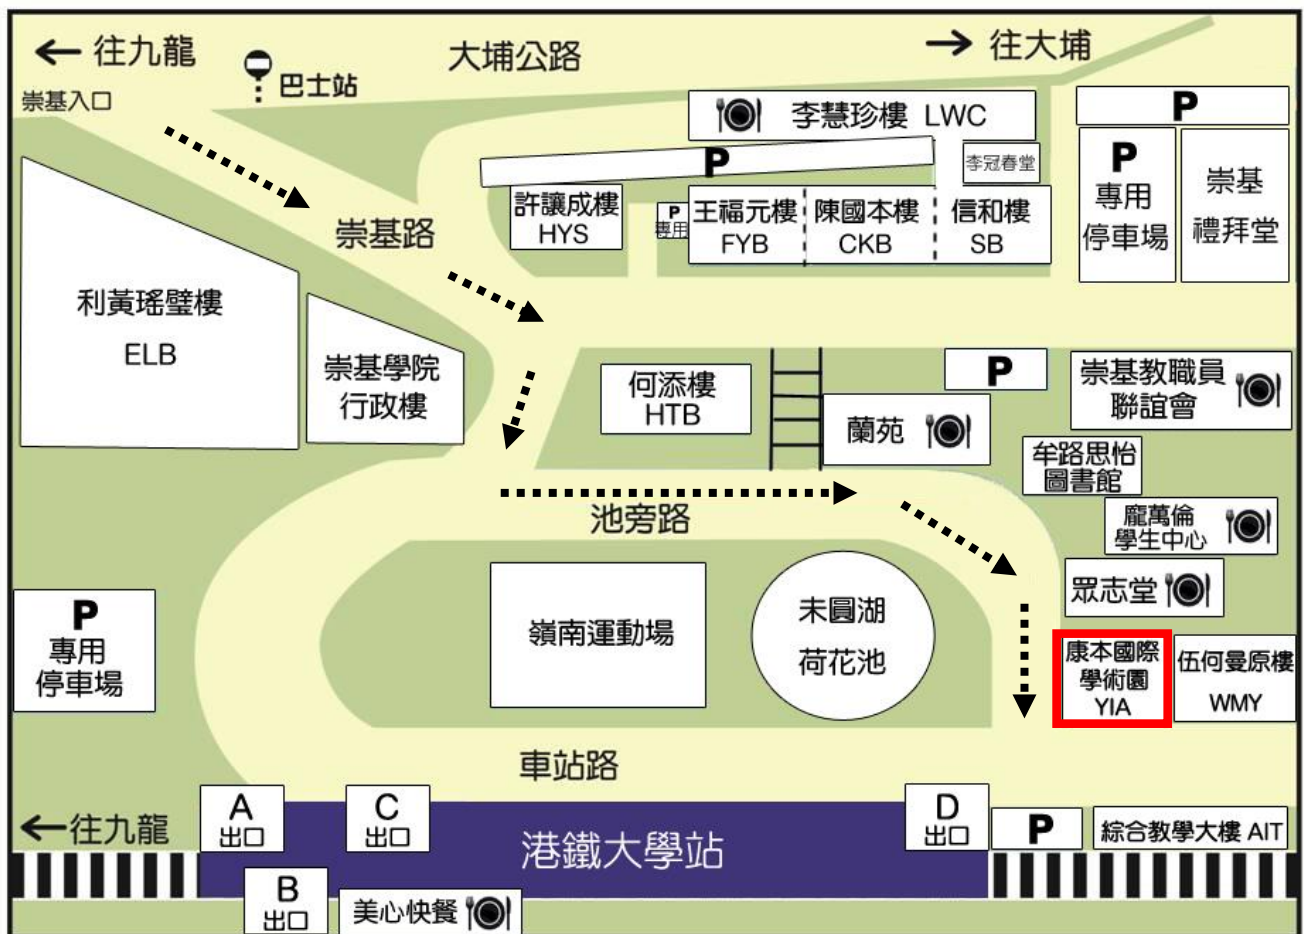 ← 往九龍
大埔公路
→ 往大埔
崇基入口
巴士站
李慧珍樓 LWC
P
P
李冠春堂
P
專用
停車場
崇基
禮拜堂
許讓成樓
HYS
P
專用
王福元樓
FYB
陳國本樓
CKB
信和樓
SB
崇基路
利黃瑤璧樓
ELB
崇基學院
行政樓
何添樓
HTB
蘭苑
P
崇基教職員
聯誼會
牟路思怡
圖書館
池旁路
龐萬倫
學生中心
眾志堂
P
專用
停車場
嶺南運動場
未圓湖
荷花池
康本國際
學術園
YIA
伍何曼原樓
WMY
車站路
←往九龍
A
出口
C
出口
港鐵大學站
D
出口
P
綜合教學大樓 AIT
B
出口
美心快餐